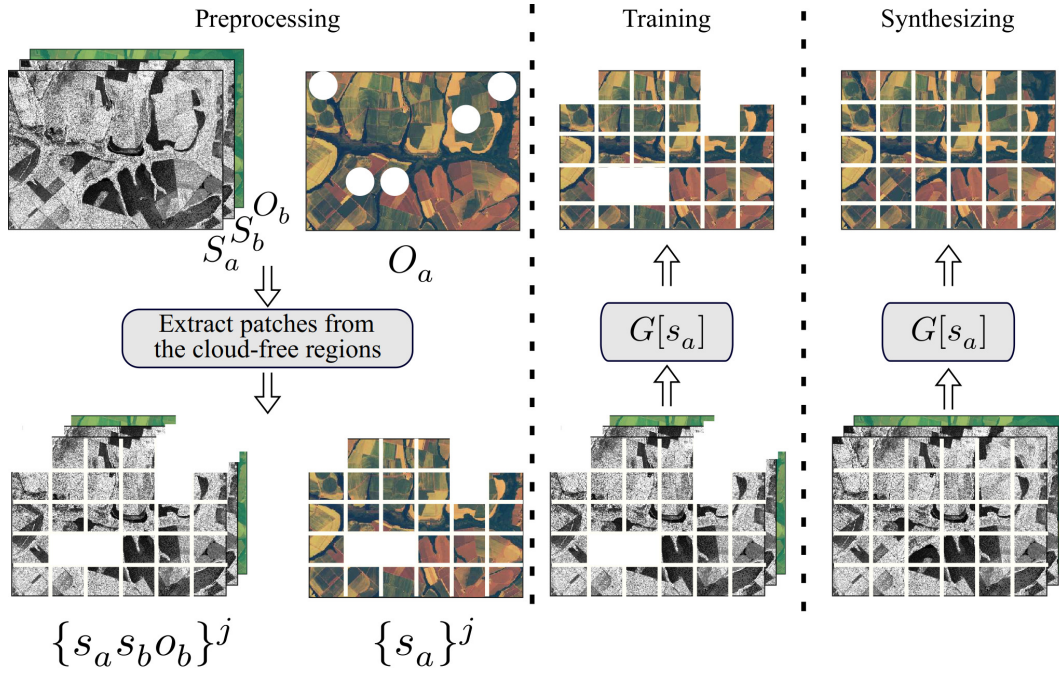 Preprocessing
Training
Synthesizing
S_a S_b O_b
O_a
Extract patches from
the cloud-free regions
G[s_a]
G[s_a]
{s_a s_b o_b}^j
{s_a}^j